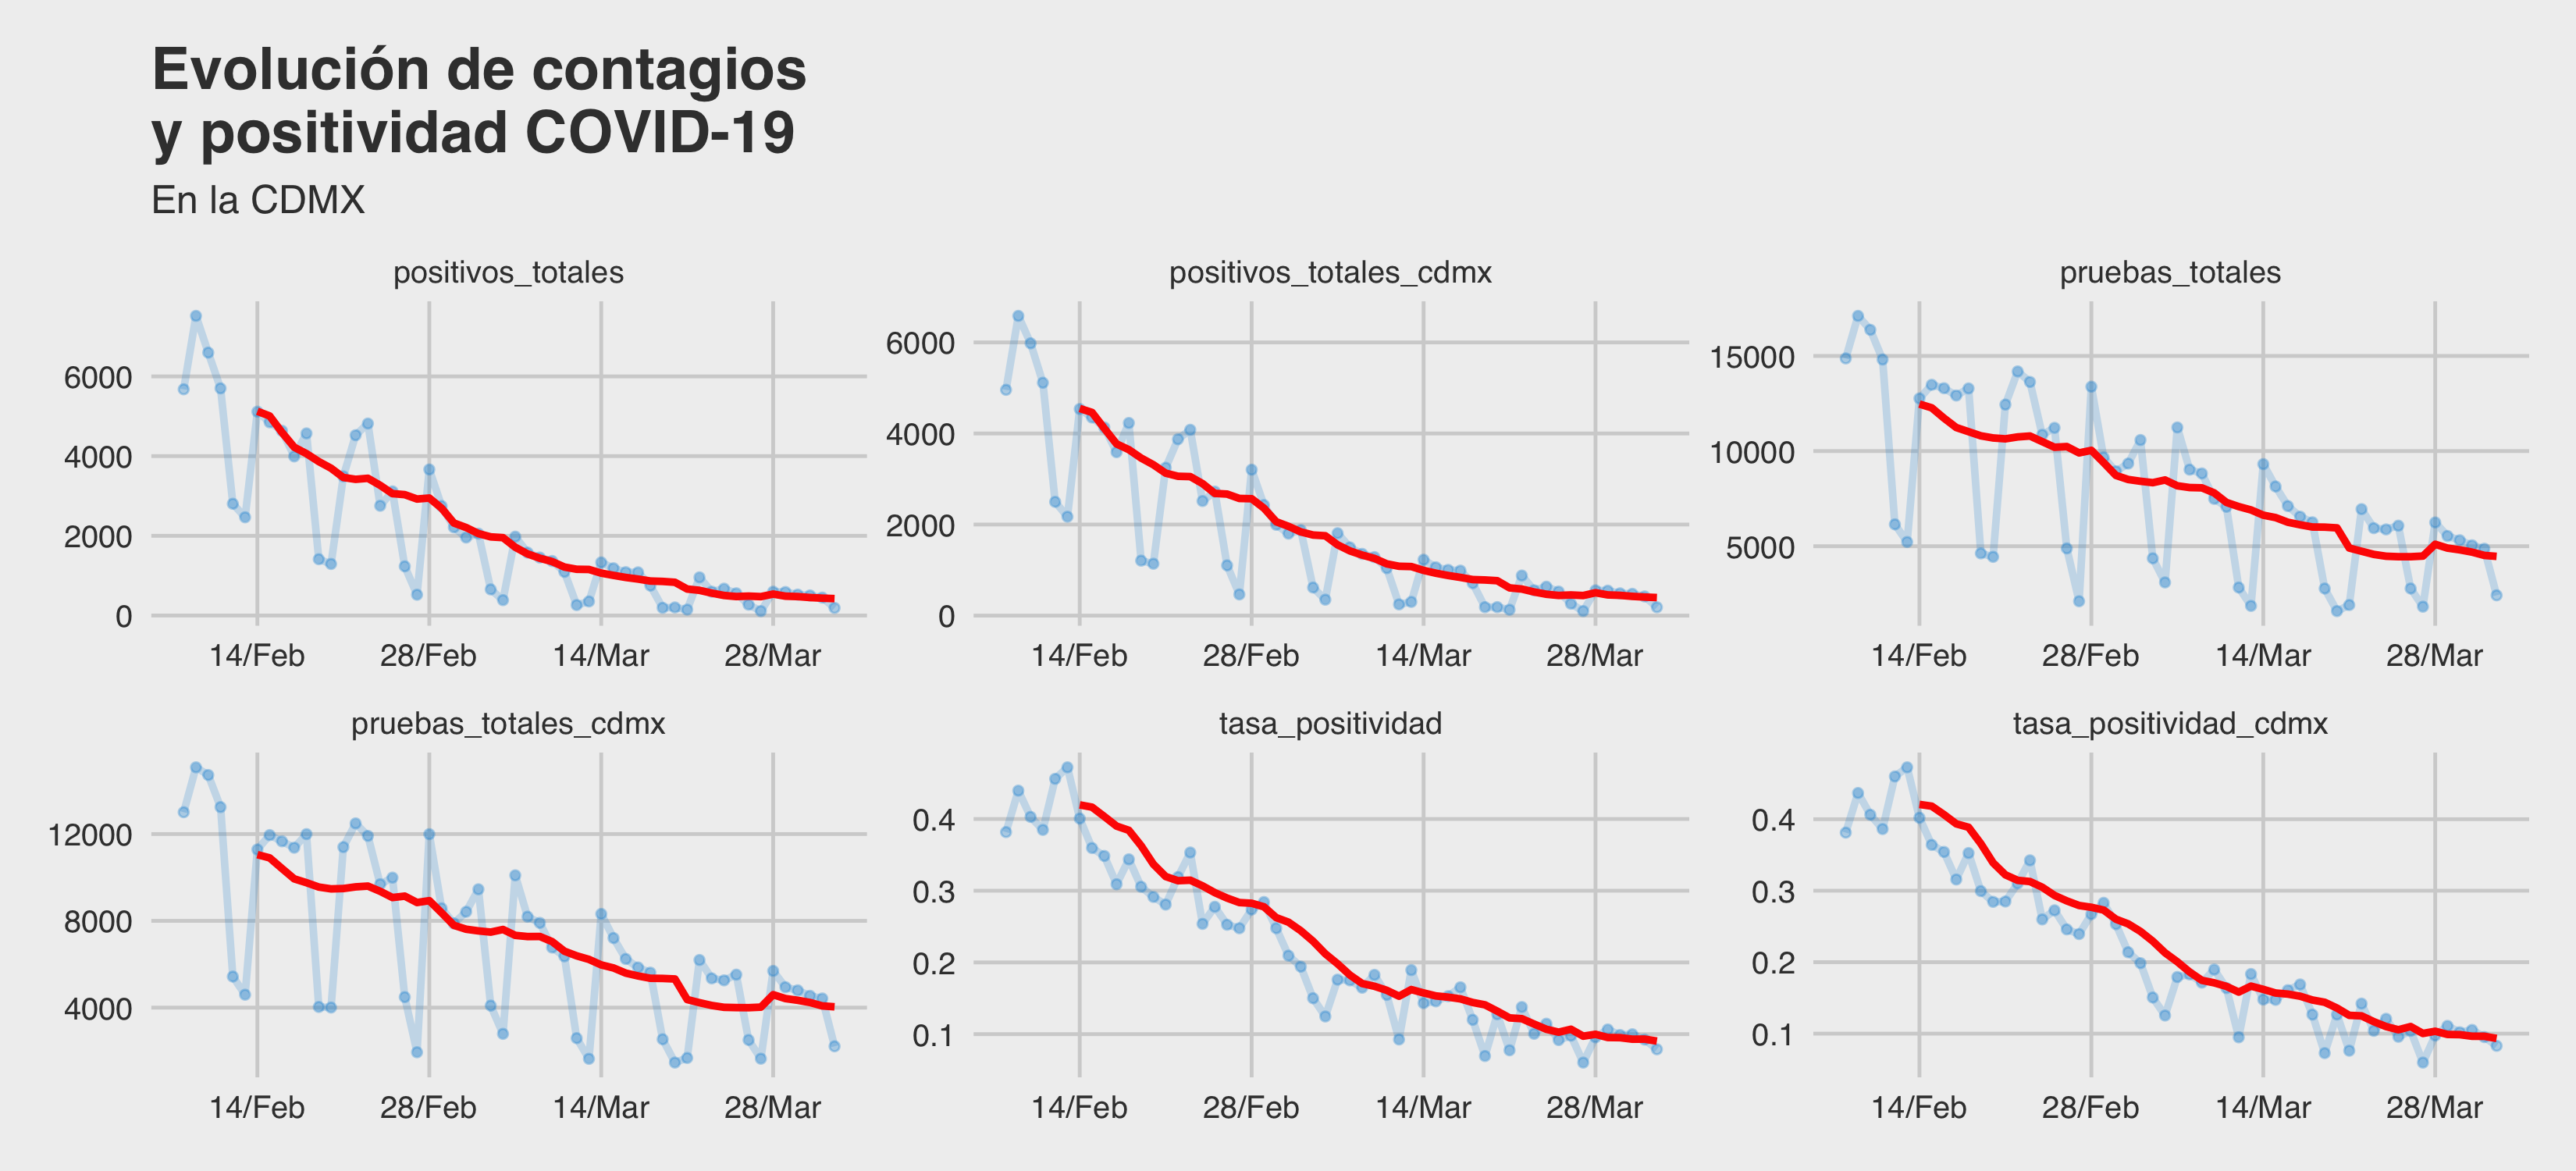 Evolución de contagios
y positividad COVID-19
En la CDMX
positivos_totales
6000
4000
2000
0
14/Feb 28/Feb 14/Mar 28/Mar
positivos_totales_cdmx
6000
4000
2000
0
14/Feb 28/Feb 14/Mar 28/Mar
pruebas_totales
15000
10000
5000
14/Feb 28/Feb 14/Mar 28/Mar
pruebas_totales_cdmx
12000
8000
4000
14/Feb 28/Feb 14/Mar 28/Mar
tasa_positividad
0.4
0.3
0.2
0.1
14/Feb 28/Feb 14/Mar 28/Mar
tasa_positividad_cdmx
0.4
0.3
0.2
0.1
14/Feb 28/Feb 14/Mar 28/Mar